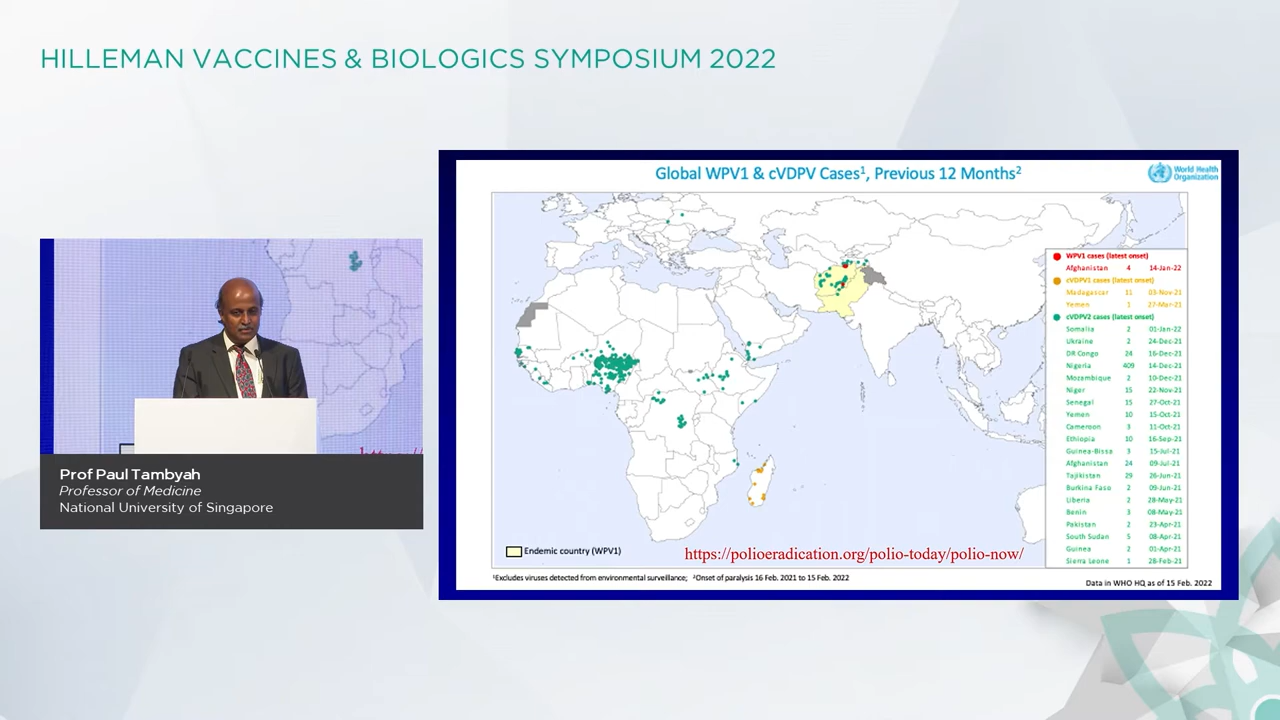 HILLEMAN VACCINES & BIOLOGICS SYMPOSIUM 2022
Prof Paul Tambyah
Professor of Medicine
National University of Singapore
Global WPV1 & cVDPV Cases¹, Previous 12 Months²
World Health
Organization
WPV1 cases (latest onset)
Afghanistan 4 14-Jan-22
cVDPV1 cases (latest onset)
Madagascar 11 03-Nov-21
Yemen 1 27-Mar-21
cVDPV2 cases (latest onset)
Somalia 2 01-Jan-22
Ukraine 2 24-Dec-21
DR Congo 24 16-Dec-21
Nigeria 409 14-Dec-21
Mozambique 2 10-Dec-21
Niger 15 22-Nov-21
Senegal 15 27-Oct-21
Yemen 10 15-Oct-21
Cameroon 3 11-Oct-21
Ethiopia 10 16-Sep-21
Guinea-Bissa 3 15-Jul-21
Afghanistan 24 09-Jul-21
Tajikistan 29 26-Jun-21
Burkina Faso 2 09-Jun-21
Liberia 2 28-May-21
Benin 3 08-May-21
Pakistan 2 23-Apr-21
South Sudan 5 08-Apr-21
Guinea 2 01-Apr-21
Sierra Leone 1 28-Feb-21
Endemic country (WPV1)
https://polioeradication.org/polio-today/polio-now/
¹Excludes viruses detected from environmental surveillance; ²Onset of paralysis 16 Feb. 2021 to 15 Feb. 2022
Data in WHO HQ as of 15 Feb. 2022